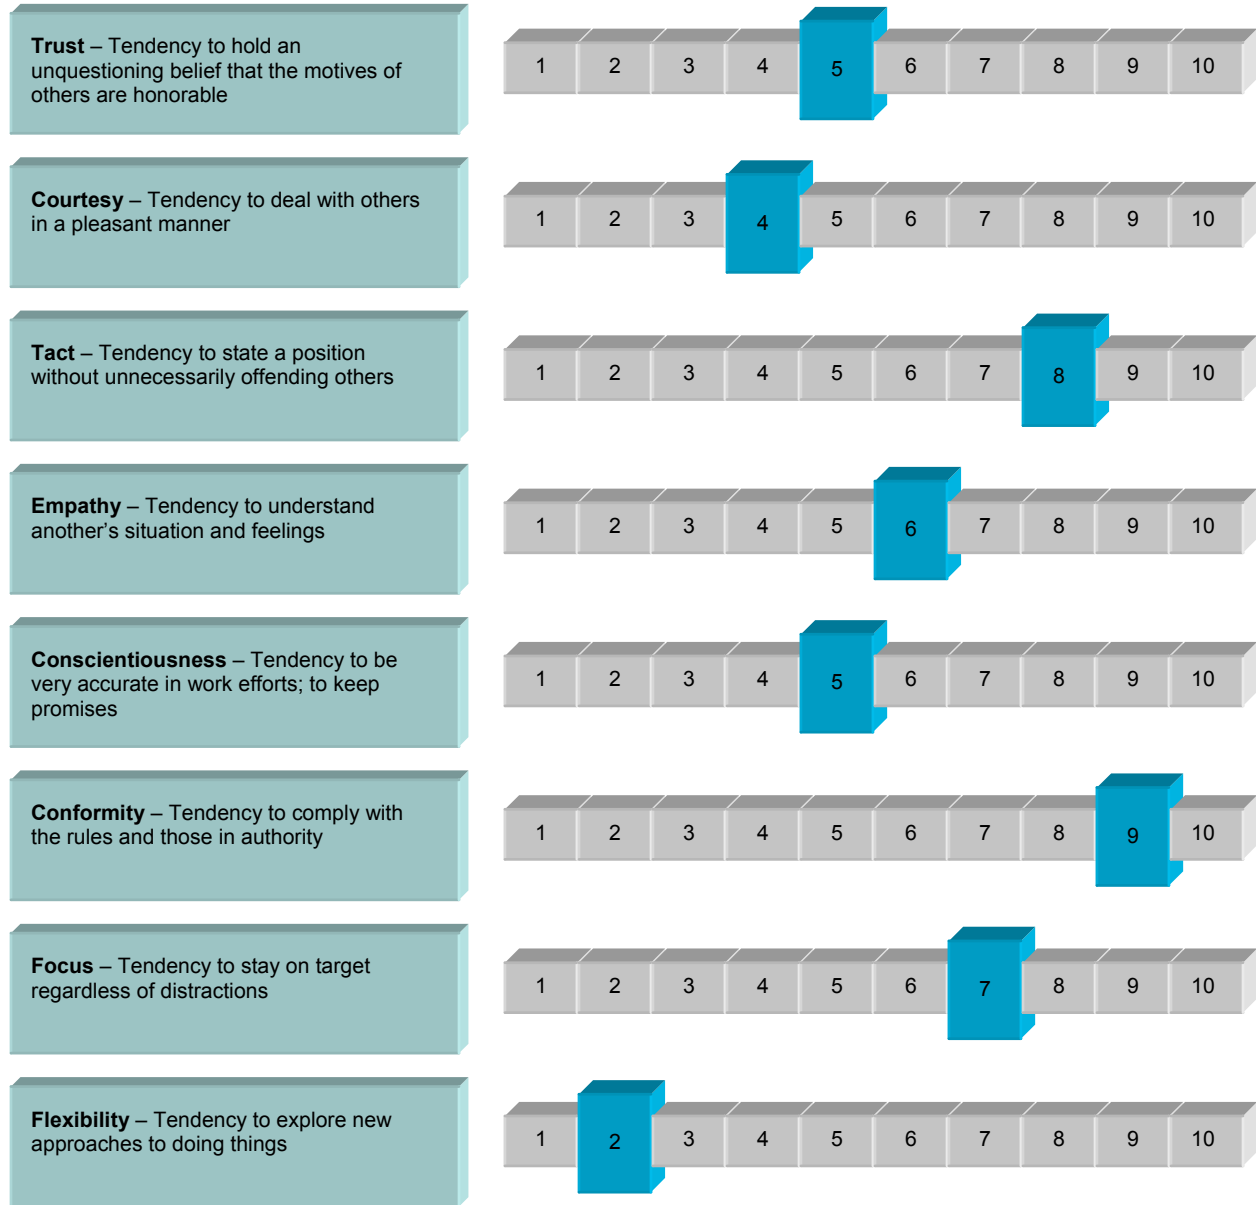 Trust – Tendency to hold an
unquestioning belief that the motives of
others are honorable
1 2 3 4 5 6 7 8 9 10
Courtesy – Tendency to deal with others
in a pleasant manner
1 2 3 4 5 6 7 8 9 10
Tact – Tendency to state a position
without unnecessarily offending others
1 2 3 4 5 6 7 8 9 10
Empathy – Tendency to understand
another’s situation and feelings
1 2 3 4 5 6 7 8 9 10
Conscientiousness – Tendency to be
very accurate in work efforts; to keep
promises
1 2 3 4 5 6 7 8 9 10
Conformity – Tendency to comply with
the rules and those in authority
1 2 3 4 5 6 7 8 9 10
Focus – Tendency to stay on target
regardless of distractions
1 2 3 4 5 6 7 8 9 10
Flexibility – Tendency to explore new
approaches to doing things
1 2 3 4 5 6 7 8 9 10